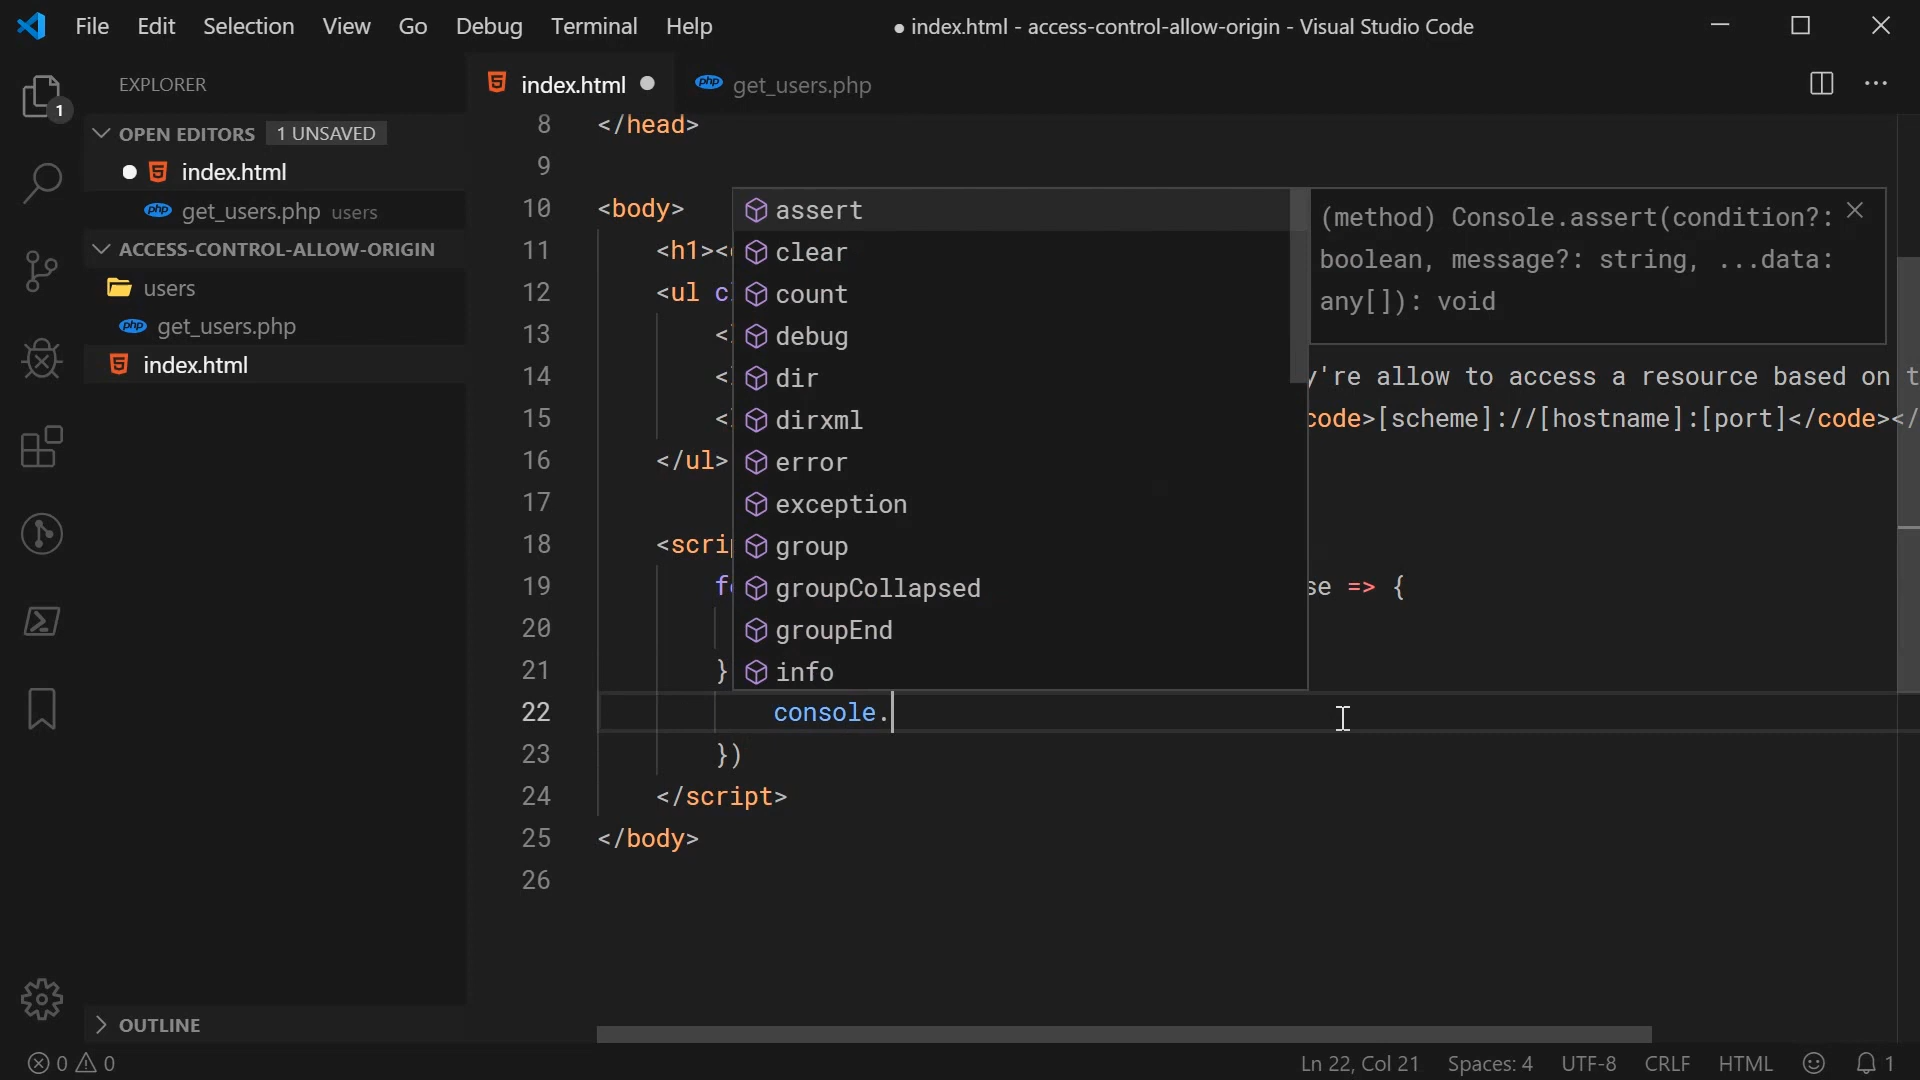 File Edit Selection View Go Debug Terminal Help
● index.html - access-control-allow-origin - Visual Studio Code
1
EXPLORER
OPEN EDITORS 1 UNSAVED
index.html
get_users.php users
ACCESS-CONTROL-ALLOW-ORIGIN
users
get_users.php
index.html
OUTLINE
index.html
php get_users.php
8 </head>
9
10 <body>
11 <h1><
12 <ul c
13 <
14 < y're allow to access a resource based on t
15 < code>[scheme]://[hostname]:[port]</code></
16 </ul>
17
18 <scri
19 fe se => {
20
21 }
22 console.
23 })
24 </script>
25 </body>
26
assert
clear
count
debug
dir
dirxml
error
exception
group
groupCollapsed
groupEnd
info
(method) Console.assert(condition?:
boolean, message?: string, ...data:
any[]): void
0 0
Ln 22, Col 21 Spaces: 4 UTF-8 CRLF HTML 1